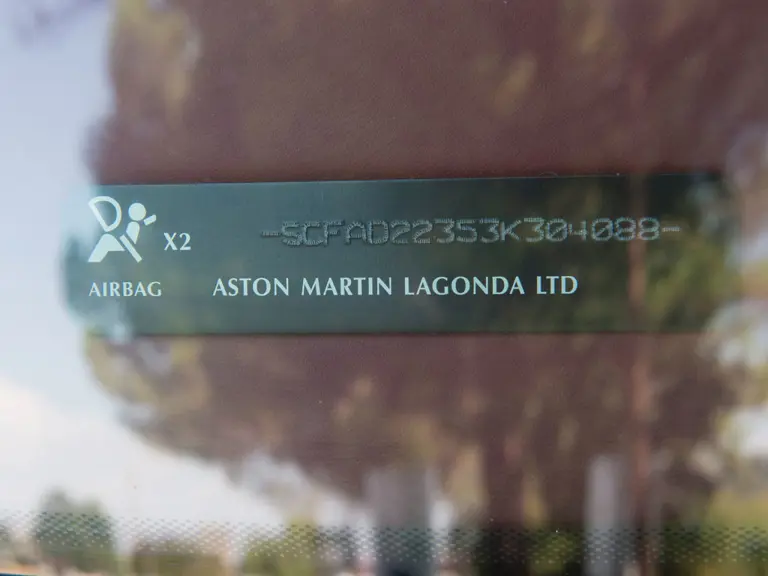 X2 -SCFAD22353K304088-
AIRBAG ASTON MARTIN LAGONDA LTD